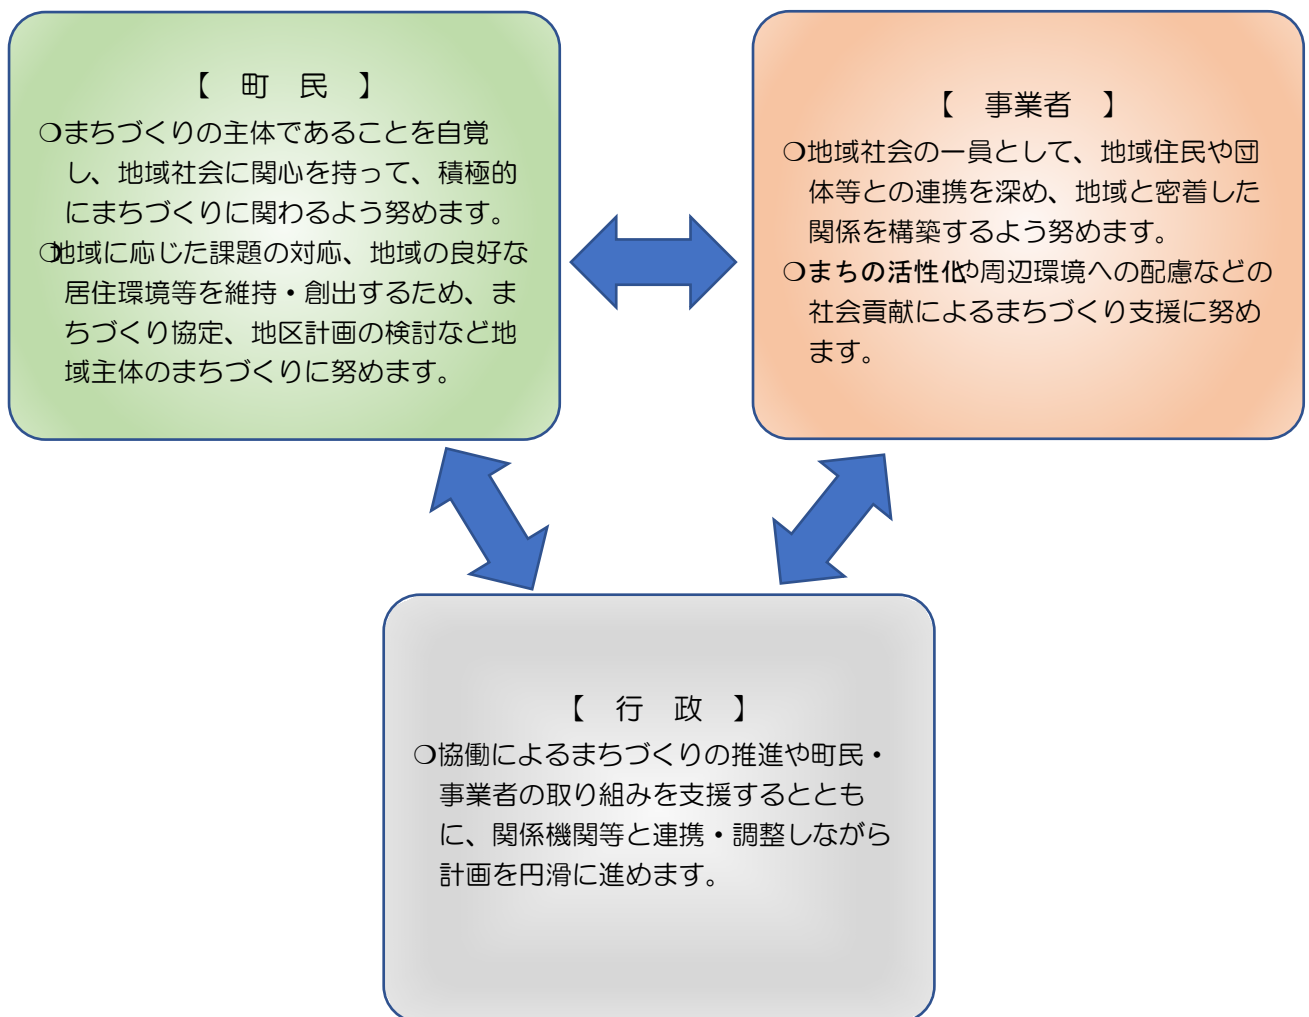 【 町 民 】
○まちづくりの主体であることを自覚
し、地域社会に関心を持って、積極的
にまちづくりに関わるよう努めます。
○地域に応じた課題の対応、地域の良好な
居住環境等を維持・創出するため、ま
ちづくり協定、地区計画の検討など地
域主体のまちづくりに努めます。
【 事業者 】
○地域社会の一員として、地域住民や団
体等との連携を深め、地域と密着した
関係を構築するよう努めます。
○まちの活性化や周辺環境への配慮などの
社会貢献によるまちづくり支援に努め
ます。
【 行 政 】
○協働によるまちづくりの推進や町民・
事業者の取り組みを支援するととも
に、関係機関等と連携・調整しながら
計画を円滑に進めます。